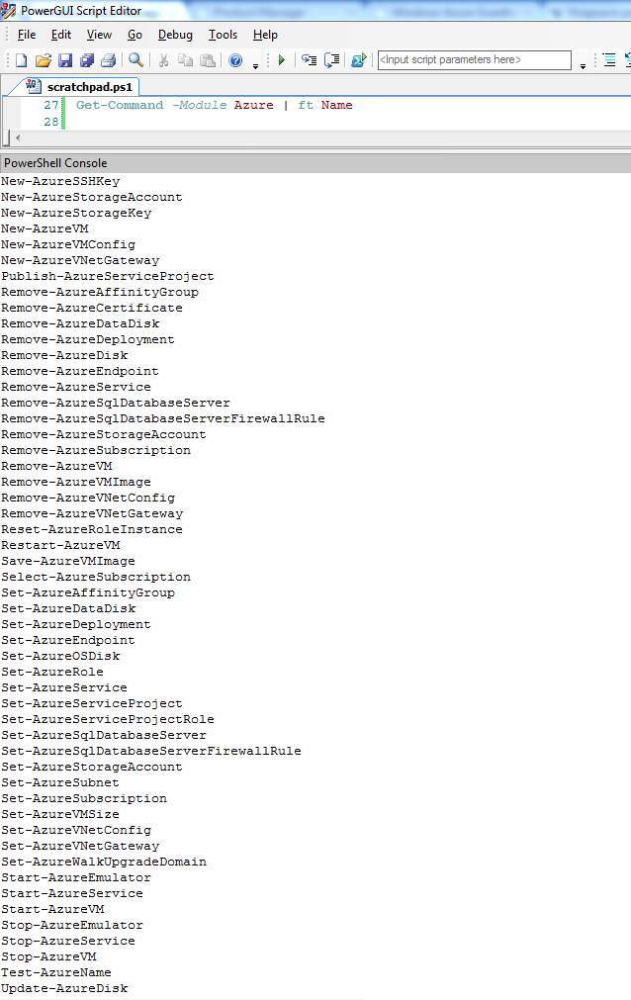 PowerGUI Script Editor
File Edit View Go Debug Tools Help
<Input script parameters here>
scratchpad.ps1
27 Get-Command -Module Azure | ft Name
28
PowerShell Console
New-AzureSSHKey
New-AzureStorageAccount
New-AzureStorageKey
New-AzureVM
New-AzureVMConfig
New-AzureVNetGateway
Publish-AzureServiceProject
Remove-AzureAffinityGroup
Remove-AzureCertificate
Remove-AzureDataDisk
Remove-AzureDeployment
Remove-AzureDisk
Remove-AzureEndpoint
Remove-AzureService
Remove-AzureSqlDatabaseServer
Remove-AzureSqlDatabaseServerFirewallRule
Remove-AzureStorageAccount
Remove-AzureSubscription
Remove-AzureVM
Remove-AzureVMImage
Remove-AzureVNetConfig
Remove-AzureVNetGateway
Reset-AzureRoleInstance
Restart-AzureVM
Save-AzureVMImage
Select-AzureSubscription
Set-AzureAffinityGroup
Set-AzureDataDisk
Set-AzureDeployment
Set-AzureEndpoint
Set-AzureOSDisk
Set-AzureRole
Set-AzureService
Set-AzureServiceProject
Set-AzureServiceProjectRole
Set-AzureSqlDatabaseServer
Set-AzureSqlDatabaseServerFirewallRule
Set-AzureStorageAccount
Set-AzureSubnet
Set-AzureSubscription
Set-AzureVMSize
Set-AzureVNetConfig
Set-AzureVNetGateway
Set-AzureWalkUpgradeDomain
Start-AzureEmulator
Start-AzureService
Start-AzureVM
Stop-AzureEmulator
Stop-AzureService
Stop-AzureVM
Test-AzureName
Update-AzureDisk